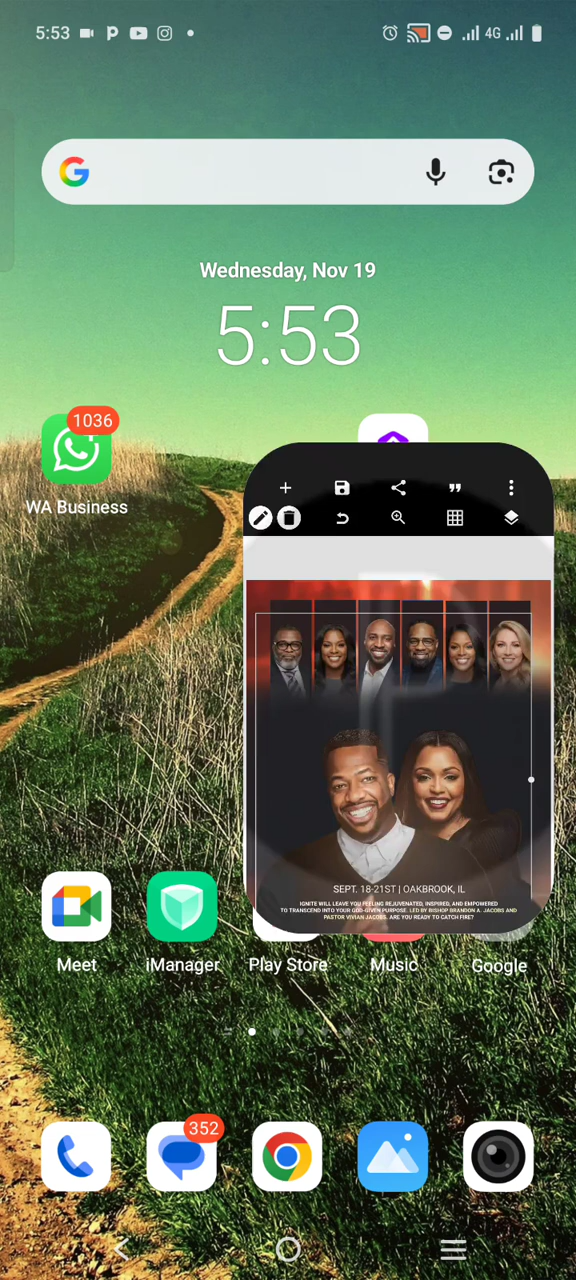 5:53
4G
Wednesday, Nov 19
5:53
1036
WA Business
SEPT. 18-21ST | OAKBROOK, IL
IGNITE WILL LEAVE YOU FEELING REJUVENATED, INSPIRED, AND EMPOWERED
TO TRANSCEND INTO YOUR GOD-GIVEN PURPOSE. LED BY BISHOP BRANDON A. JACOBS AND
PASTOR VIVIAN JACOBS. ARE YOU READY TO CATCH FIRE?
Meet
iManager
Play Store
Music
Google
352